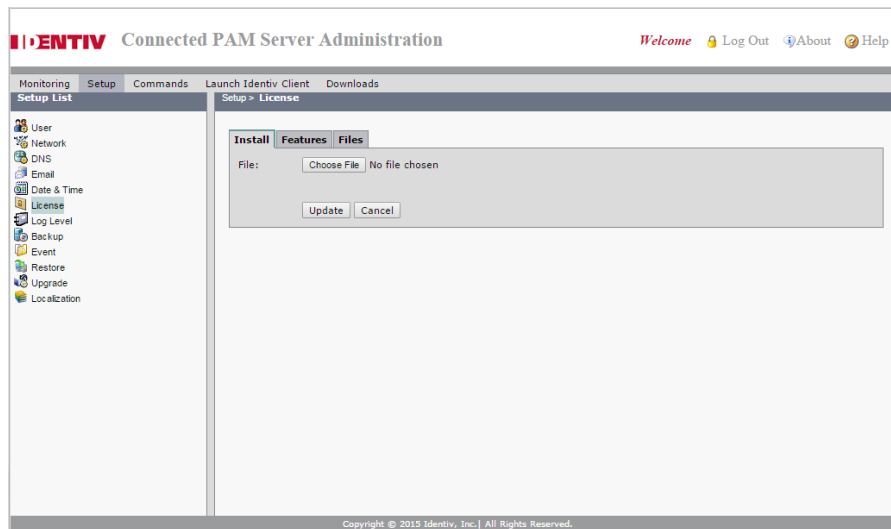 IDENTIV Connected PAM Server Administration Welcome Log Out About Help
Monitoring Setup Commands Launch Identiv Client Downloads
Setup List
Setup > License
User
Network
DNS
Email
Date & Time
License
Log Level
Backup
Event
Restore
Upgrade
Localization
Install Features Files
File: Choose File No file chosen
Update Cancel
Copyright © 2015 Identiv, Inc.| All Rights Reserved.